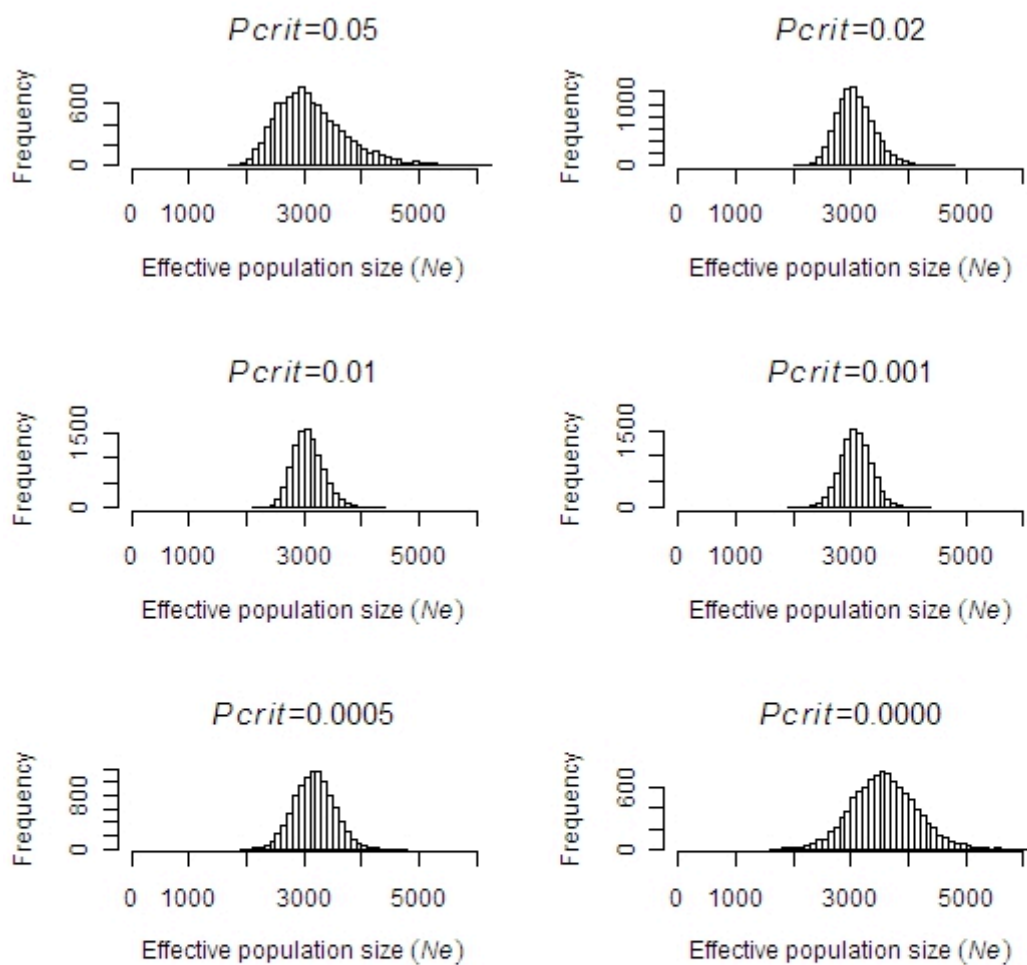 Pcrit=0.05
Frequency
0 600
0 1000 3000 5000
Effective population size (Ne)
Pcrit=0.02
Frequency
0 1000
0 1000 3000 5000
Effective population size (Ne)
Pcrit=0.01
Frequency
0 1500
0 1000 3000 5000
Effective population size (Ne)
Pcrit=0.001
Frequency
0 1500
0 1000 3000 5000
Effective population size (Ne)
Pcrit=0.0005
Frequency
0 800
0 1000 3000 5000
Effective population size (Ne)
Pcrit=0.0000
Frequency
0 600
0 1000 3000 5000
Effective population size (Ne)